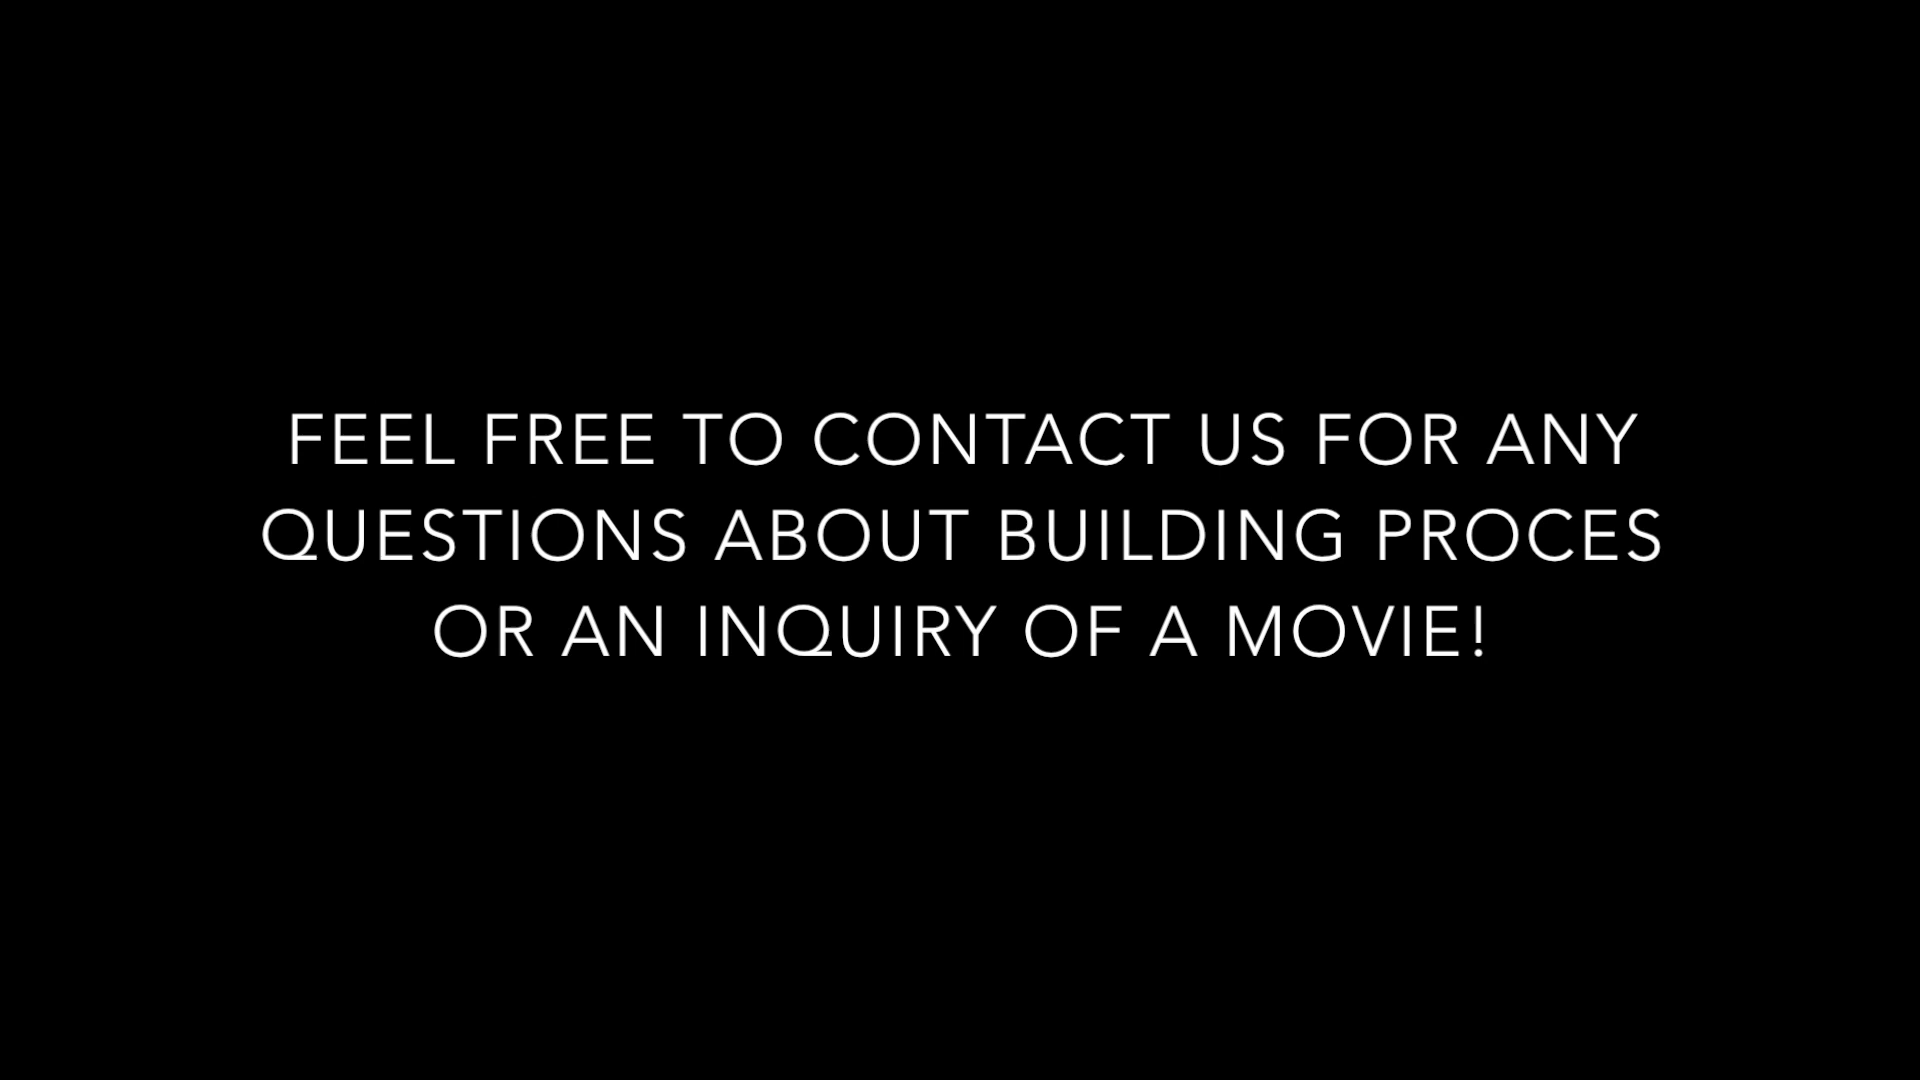 FEEL FREE TO CONTACT US FOR ANY
QUESTIONS ABOUT BUILDING PROCES
OR AN INQUIRY OF A MOVIE!